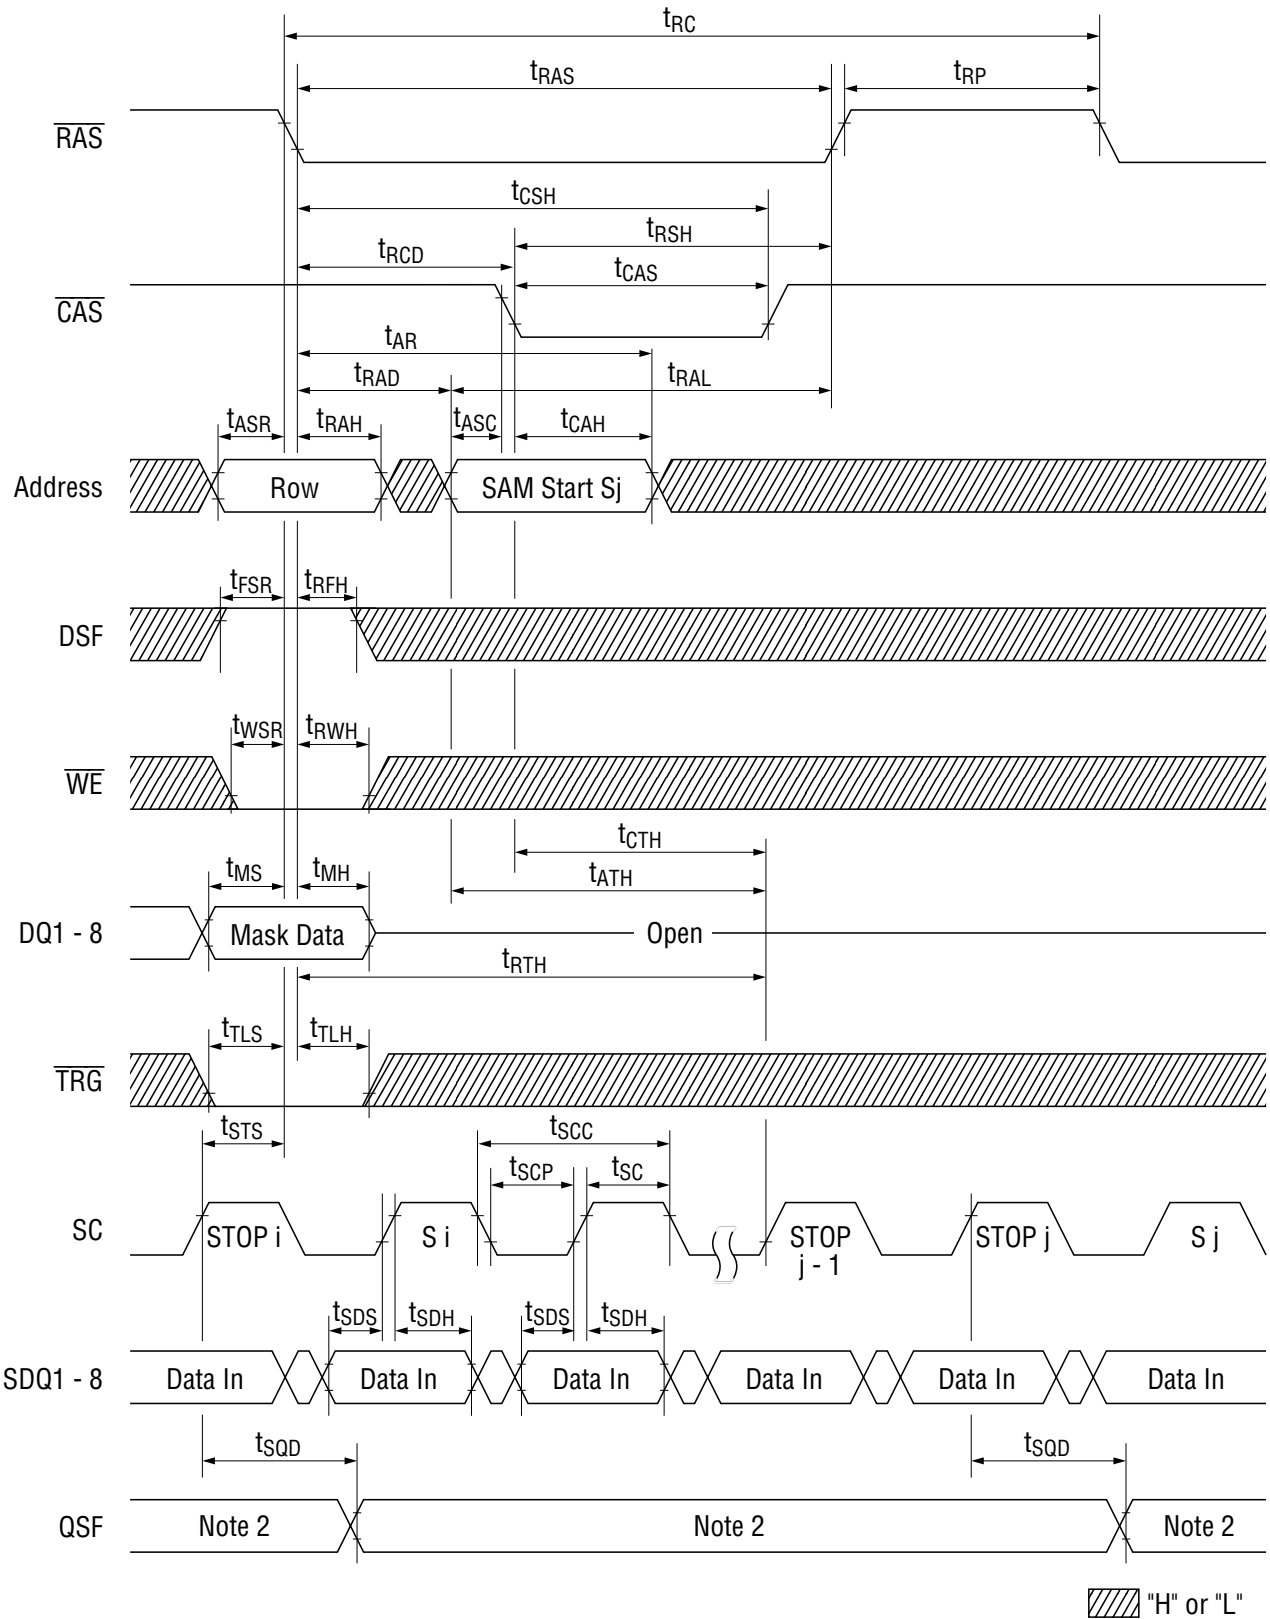 tRC
tRAS tRP
RAS
tCSH
tRSH
tRCD
tCAS
CAS
tAR
tRAD tRAL
tASR tRAH tASC tCAH
Address Row SAM Start Sj
tFSR tRFH
DSF
tWSR tRWH
WE
tCTH
tMS tMH tATH
DQ1 - 8 Mask Data Open
tRTH
tTLS tTLH
TRG
tSTS tSCC
tSCP tSC
SC STOP i S i STOP j - 1 STOP j S j
tSDS tSDH tSDS tSDH
SDQ1 - 8 Data In Data In Data In Data In Data In Data In
tSQD tSQD
QSF Note 2 Note 2 Note 2
"H" or "L"